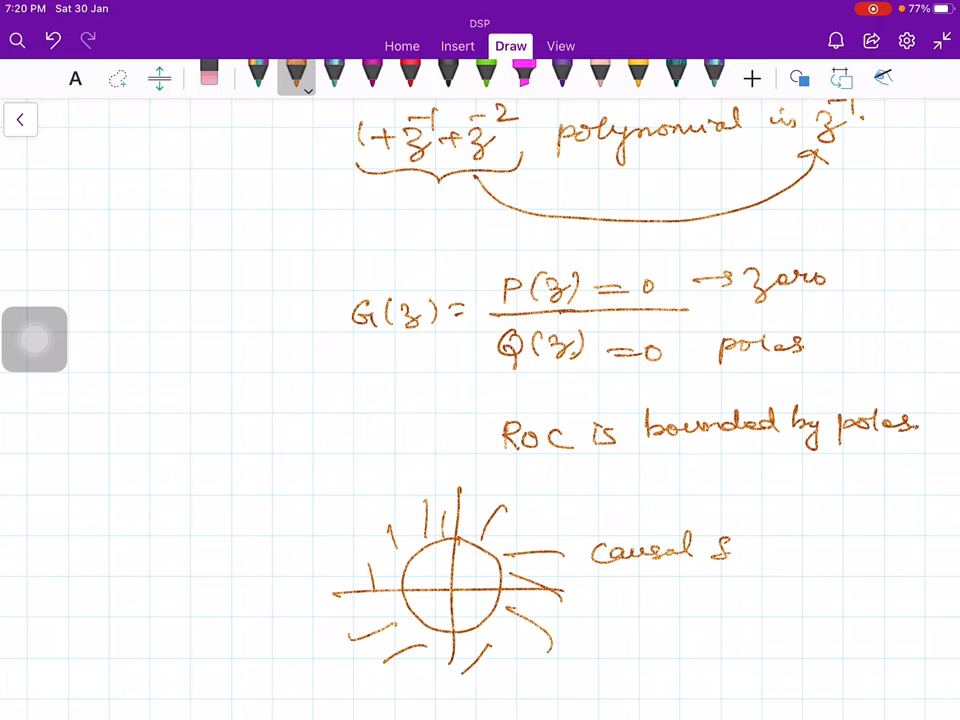 7:20 PM Sat 30 Jan
77%
DSP
Home Insert Draw View
A
1+z⁻¹+z⁻², polynomial in z⁻¹.
G(z) = P(z) = 0 → zero
Q(z) = 0 poles
ROC is bounded by poles.
Causal S